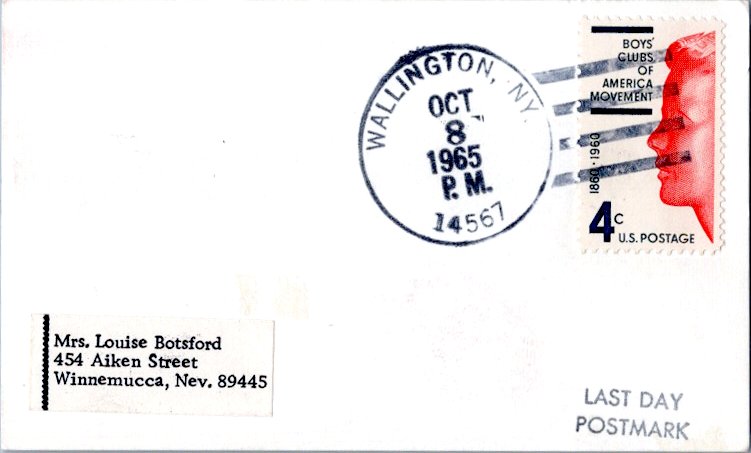 WALLINGTON, NY.
OCT
8
1965
P. M.
14567
BOYS'
CLUBS
OF
AMERICA
MOVEMENT
1860 · 1960
4c
U.S. POSTAGE
Mrs. Louise Botsford
454 Aiken Street
Winnemucca, Nev. 89445
LAST DAY
POSTMARK